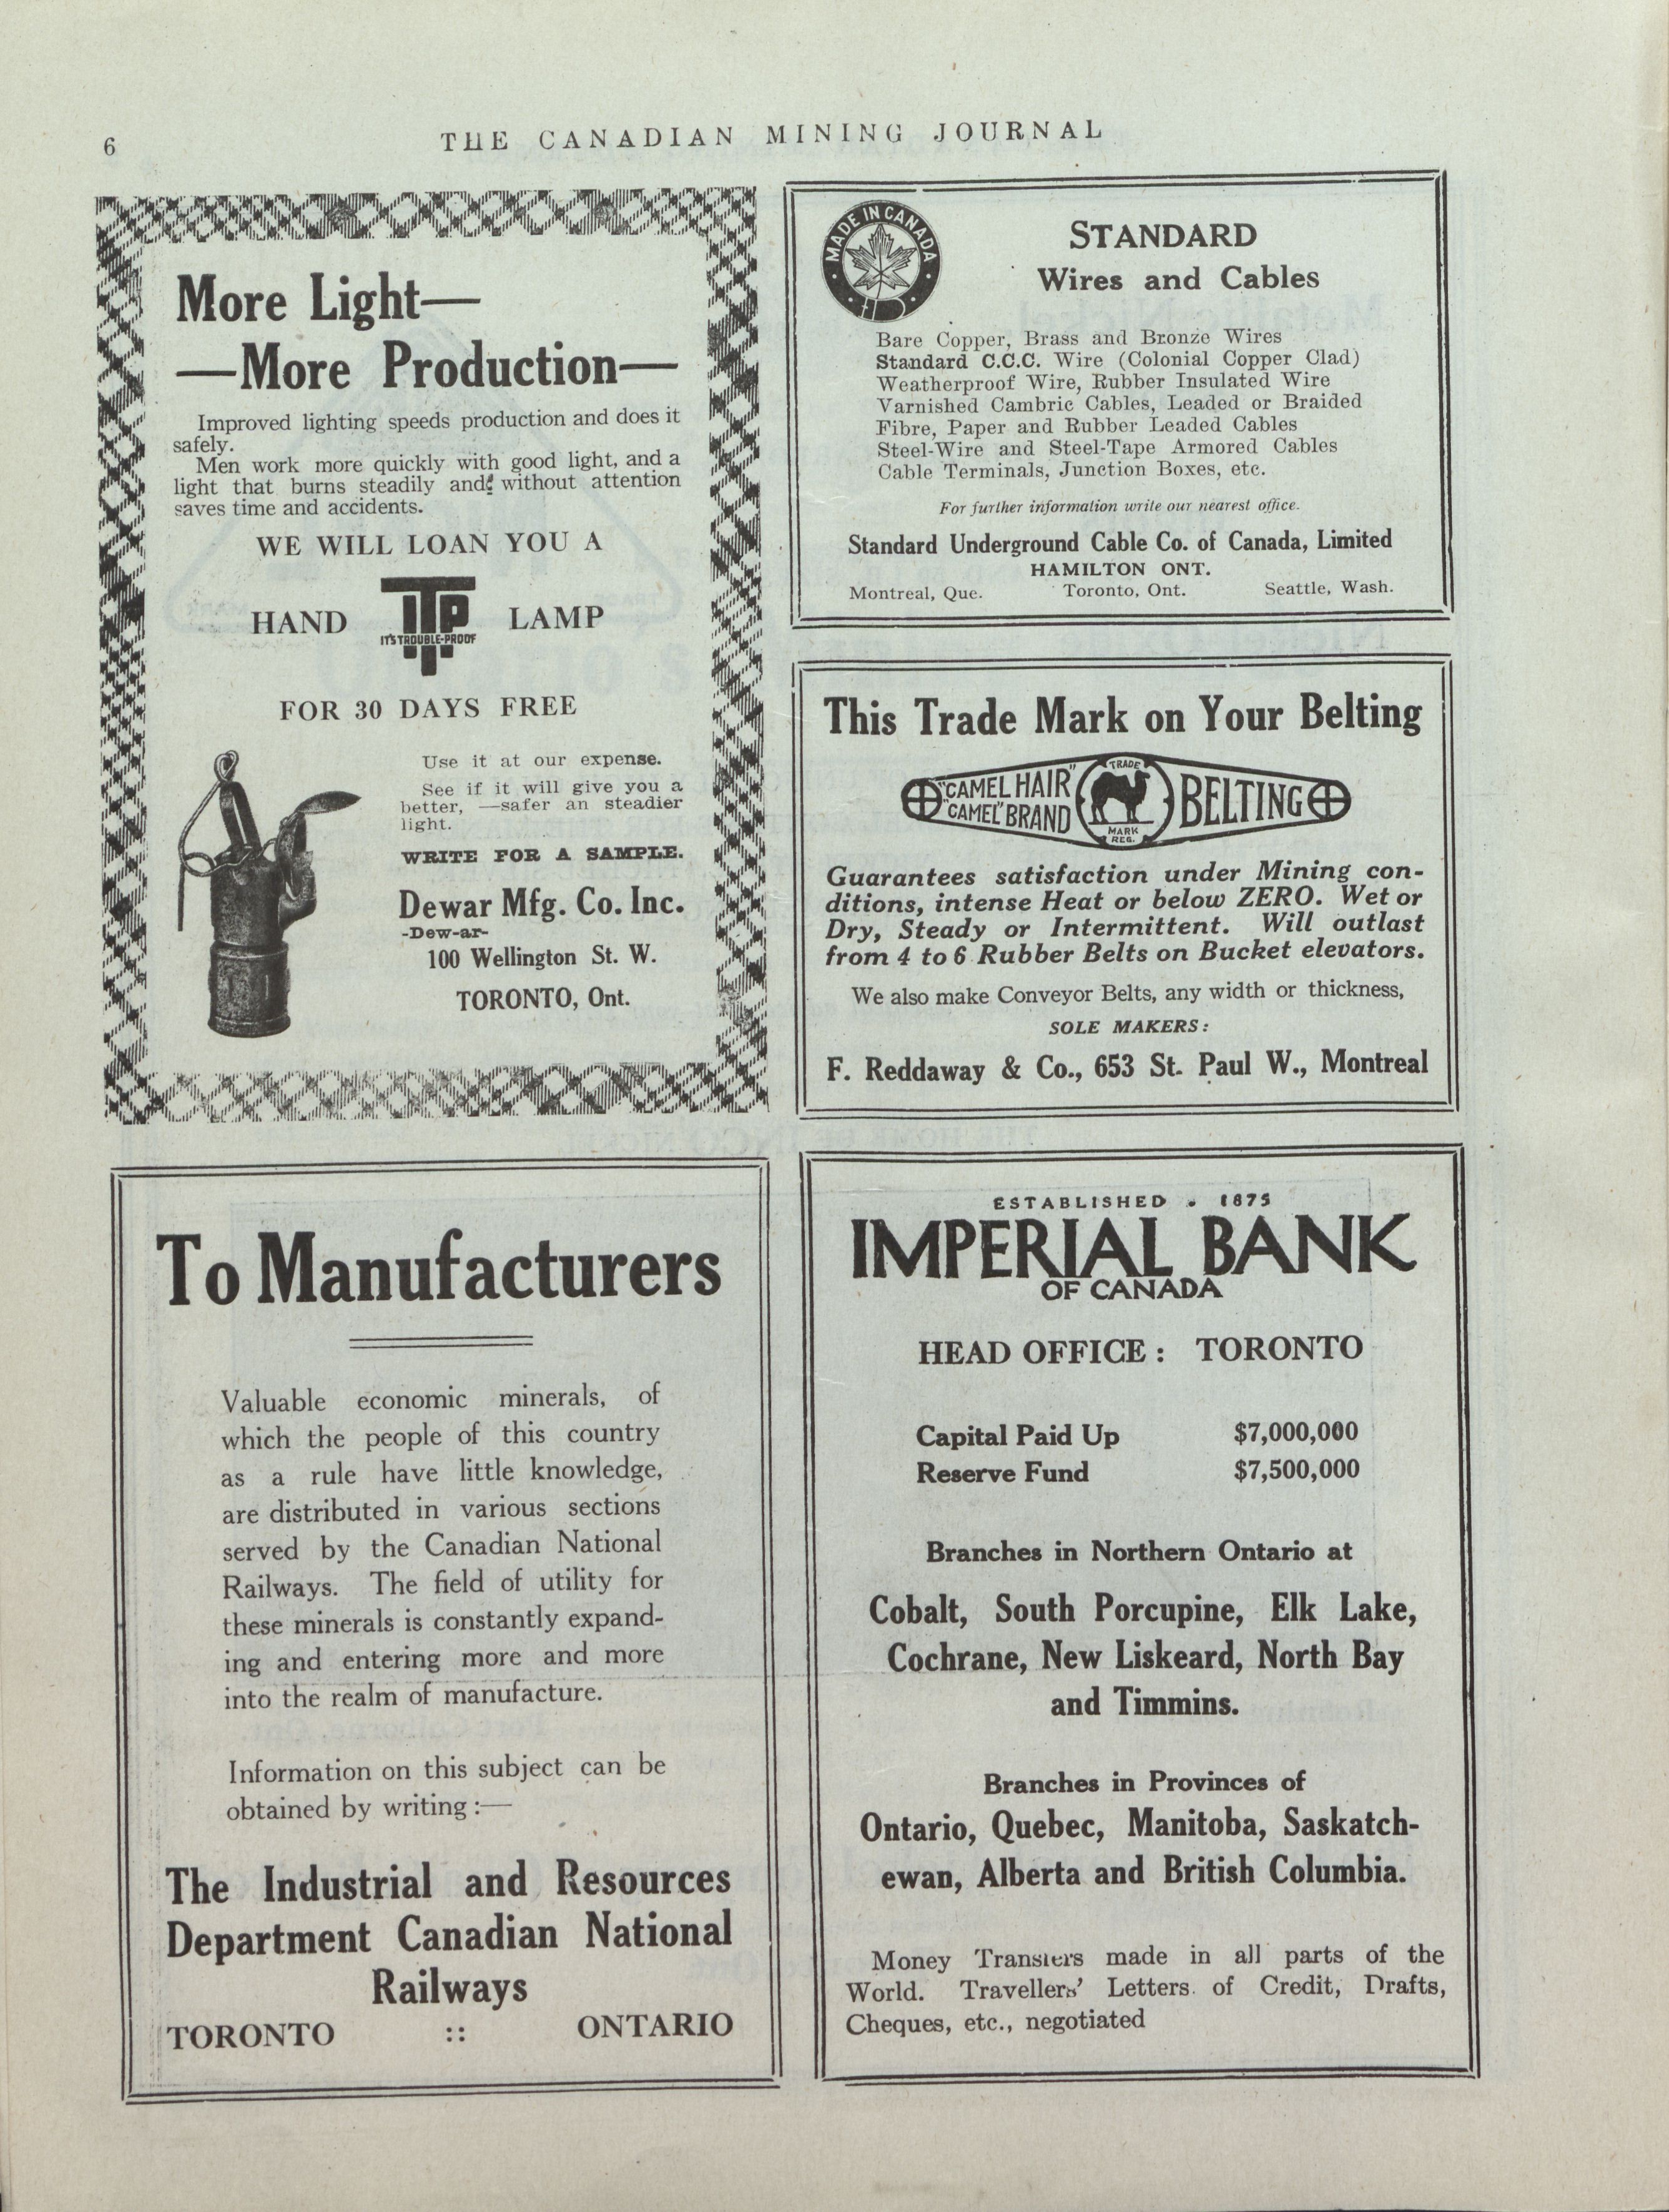 6
THE CANADIAN MINING JOURNAL
More Light—
—More Production—
Improved lighting speeds production and does it
safely.
Men work more quickly with good light, and a
light that burns steadily and without attention
saves time and accidents.
WE WILL LOAN YOU A
HAND ITP LAMP
IT'S TROUBLE-PROOF
FOR 30 DAYS FREE
Use it at our expense.
See if it will give you a
better, —safer an steadier
light.
WRITE FOR A SAMPLE.
Dewar Mfg. Co. Inc.
-Dew-ar-
100 Wellington St. W.
TORONTO, Ont.
MADE IN CANADA
STANDARD
Wires and Cables
Bare Copper, Brass and Bronze Wires
Standard C.C.C. Wire (Colonial Copper Clad)
Weatherproof Wire, Rubber Insulated Wire
Varnished Cambric Cables, Leaded or Braided
Fibre, Paper and Rubber Leaded Cables
Steel-Wire and Steel-Tape Armored Cables
Cable Terminals, Junction Boxes, etc.
For further information write our nearest office.
Standard Underground Cable Co. of Canada, Limited
HAMILTON ONT.
Montreal, Que. Toronto, Ont. Seattle, Wash.
This Trade Mark on Your Belting
"CAMEL HAIR"
"CAMEL" BRAND
TRADE
MARK
REG.
BELTING
Guarantees satisfaction under Mining con-
ditions, intense Heat or below ZERO. Wet or
Dry, Steady or Intermittent. Will outlast
from 4 to 6 Rubber Belts on Bucket elevators.
We also make Conveyor Belts, any width or thickness,
SOLE MAKERS:
F. Reddaway & Co., 653 St. Paul W., Montreal
To Manufacturers
Valuable economic minerals, of
which the people of this country
as a rule have little knowledge,
are distributed in various sections
served by the Canadian National
Railways. The field of utility for
these minerals is constantly expand-
ing and entering more and more
into the realm of manufacture.
Information on this subject can be
obtained by writing:—
The Industrial and Resources
Department Canadian National
Railways
TORONTO :: ONTARIO
ESTABLISHED . 1875
IMPERIAL BANK
OF CANADA
HEAD OFFICE: TORONTO
Capital Paid Up $7,000,000
Reserve Fund $7,500,000
Branches in Northern Ontario at
Cobalt, South Porcupine, Elk Lake,
Cochrane, New Liskeard, North Bay
and Timmins.
Branches in Provinces of
Ontario, Quebec, Manitoba, Saskatch-
ewan, Alberta and British Columbia.
Money Transfers made in all parts of the
World. Travellers' Letters of Credit, Drafts,
Cheques, etc., negotiated